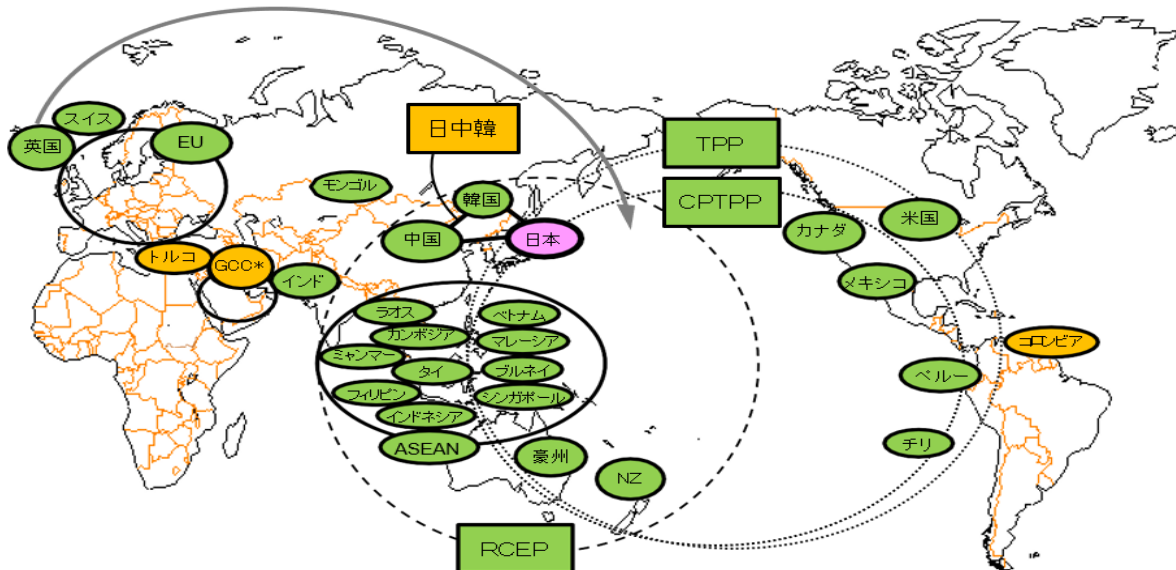 スイス
英国
EU
日中韓
TPP
モンゴル
韓国
CPTPP
中国
日本
カナダ
米国
トルコ
GCC*
インド
メキシコ
ラオス
ベトナム
カンボジア
マレーシア
コロンビア
ミャンマー
タイ
ブルネイ
ペルー
フィリピン
シンガポール
インドネシア
ASEAN
豪州
チリ
NZ
RCEP